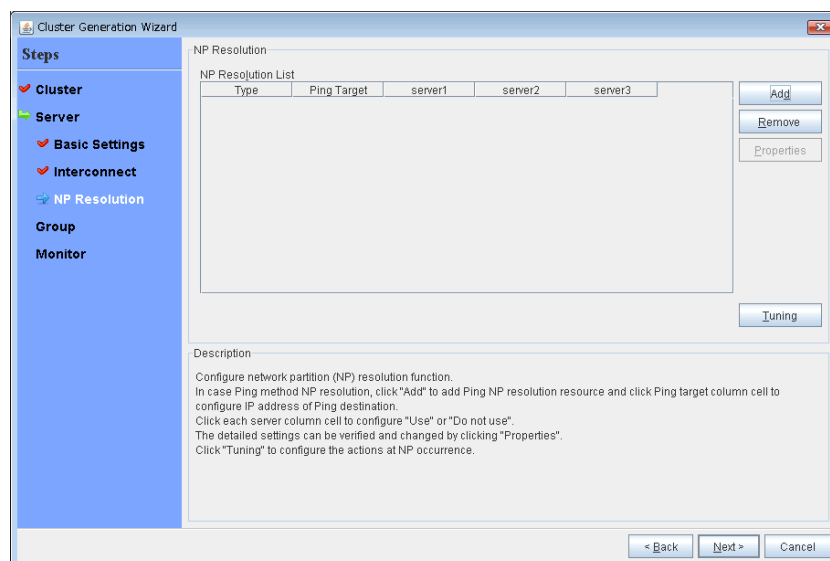 Cluster Generation Wizard
Steps
Cluster
Server
Basic Settings
Interconnect
NP Resolution
Group
Monitor
NP Resolution
NP Resolution List
Type Ping Target server1 server2 server3
Add
Remove
Properties
Tuning
Description
Configure network partition (NP) resolution function.
In case Ping method NP resolution, click "Add" to add Ping NP resolution resource and click Ping target column cell to
configure IP address of Ping destination.
Click each server column cell to configure "Use" or "Do not use".
The detailed settings can be verified and changed by clicking "Properties".
Click "Tuning" to configure the actions at NP occurrence.
< Back Next > Cancel